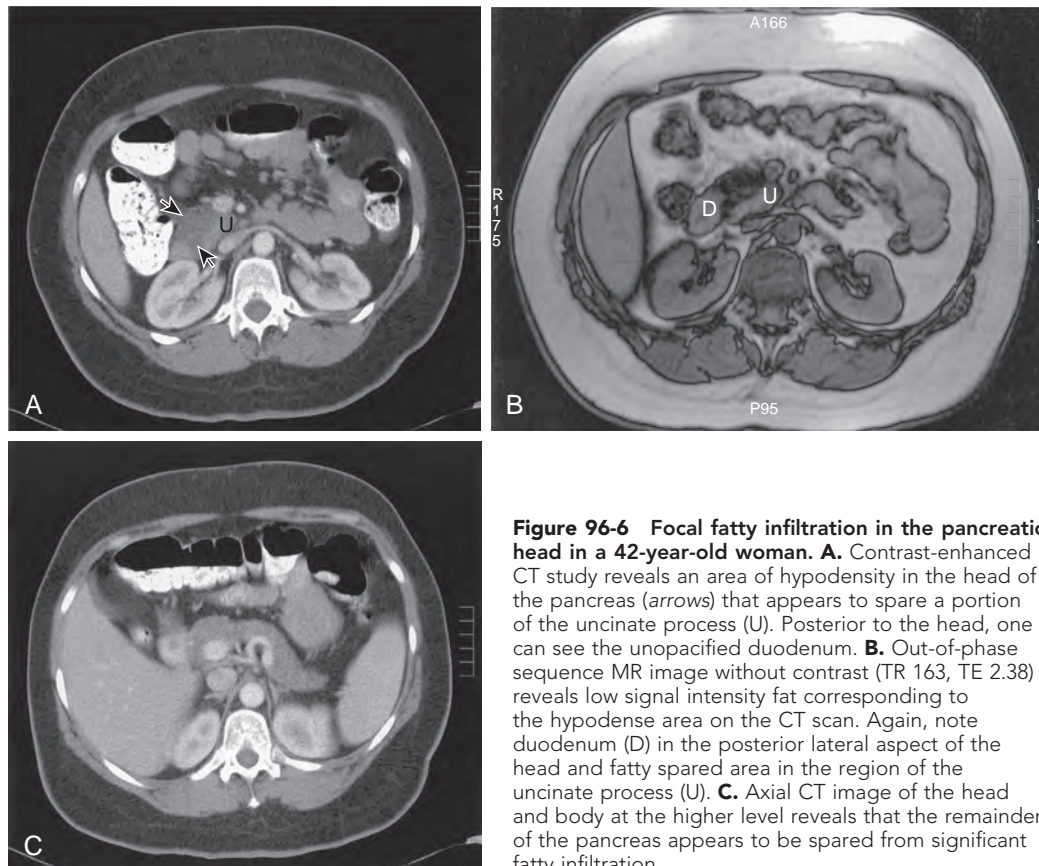 A
U
R
1
7
5
A166
D
U
B
P95
C
Figure 96-6 Focal fatty infiltration in the pancreatic
head in a 42-year-old woman. A. Contrast-enhanced
CT study reveals an area of hypodensity in the head of
the pancreas (arrows) that appears to spare a portion
of the uncinate process (U). Posterior to the head, one
can see the unopacified duodenum. B. Out-of-phase
sequence MR image without contrast (TR 163, TE 2.38)
reveals low signal intensity fat corresponding to
the hypodense area on the CT scan. Again, note
duodenum (D) in the posterior lateral aspect of the
head and fatty spared area in the region of the
uncinate process (U). C. Axial CT image of the head
and body at the higher level reveals that the remainder
of the pancreas appears to be spared from significant
fatty infiltration.